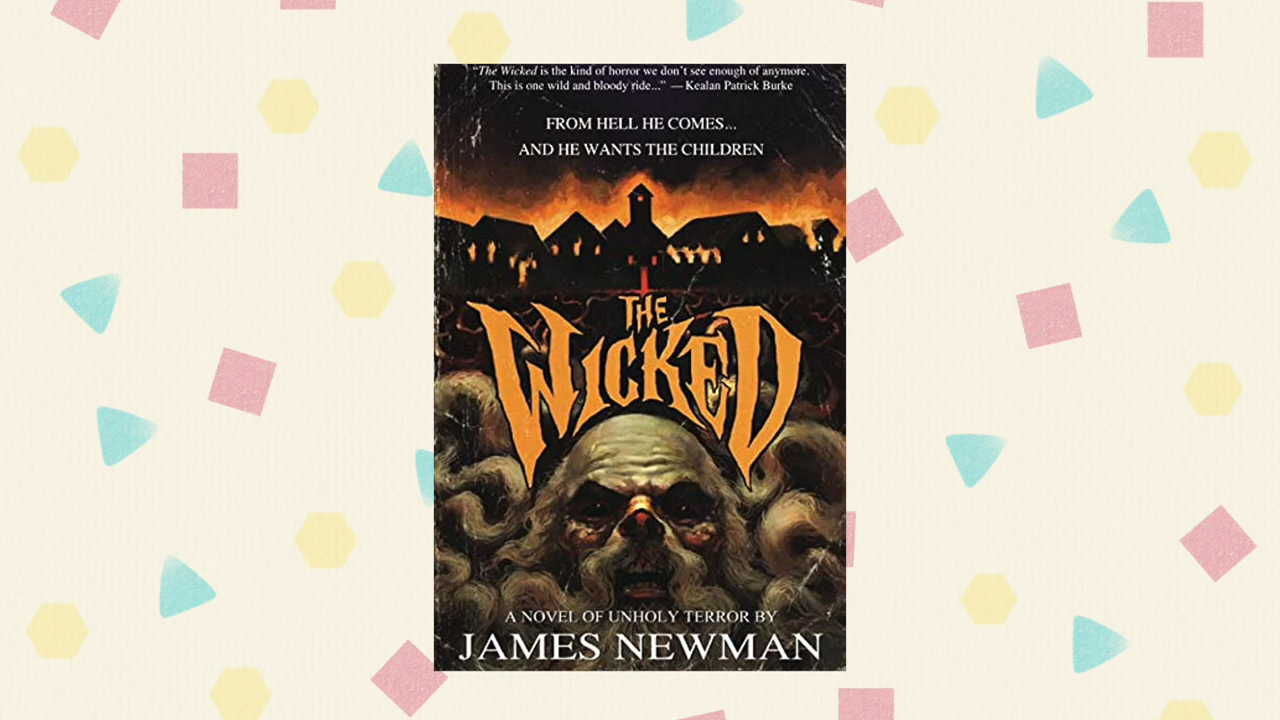 “The Wicked is the kind of horror we don’t see enough of anymore.
This is one wild and bloody ride...” — Kealan Patrick Burke
FROM HELL HE COMES...
AND HE WANTS THE CHILDREN
THE
WICKED
A NOVEL OF UNHOLY TERROR BY
JAMES NEWMAN